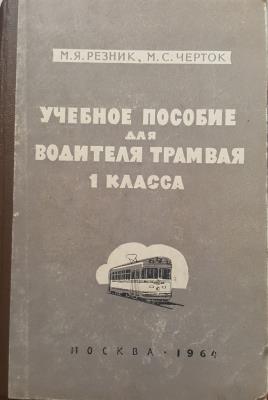 М.Я.РЕЗНИК, М.С.ЧЕРТОК
УЧЕБНОЕ ПОСОБИЕ
ДЛЯ
ВОДИТЕЛЯ ТРАМВАЯ
1 КЛАССА
МОСКВА · 1964